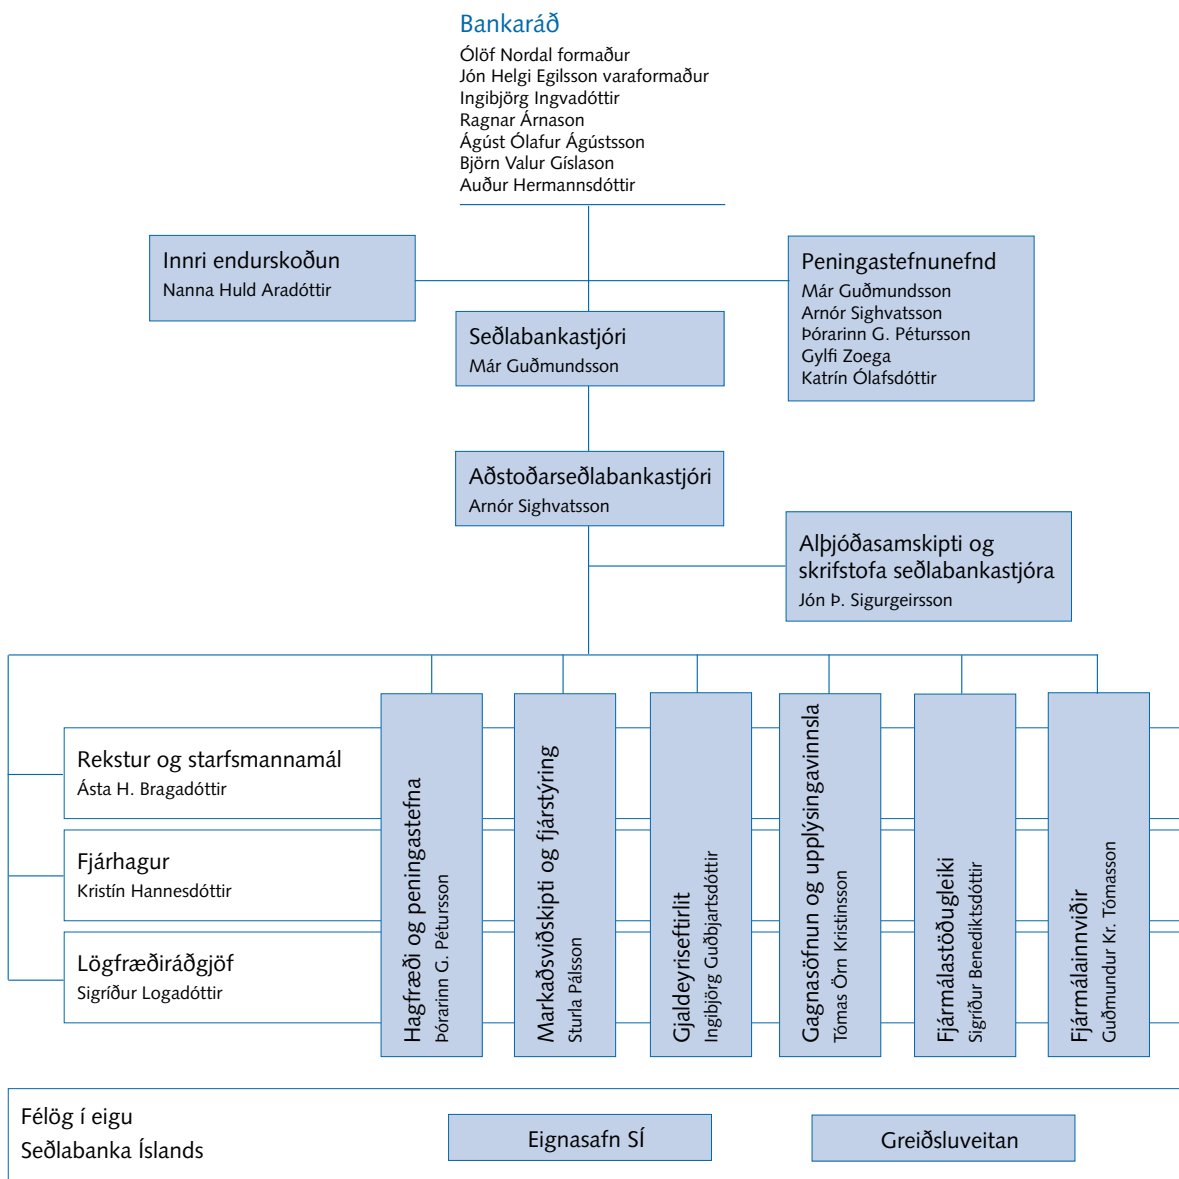 Bankaráð
Ólöf Nordal formaður
Jón Helgi Egilsson varaformaður
Ingibjörg Ingvadóttir
Ragnar Árnason
Ágúst Ólafur Ágústsson
Björn Valur Gíslason
Auður Hermannsdóttir
Innri endurskoðun
Nanna Huld Aradóttir
Peningastefnunefnd
Már Guðmundsson
Arnór Sighvatsson
Þórarinn G. Pétursson
Gylfi Zoega
Katrín Ólafsdóttir
Seðlabankastjóri
Már Guðmundsson
Aðstoðarseðlabankastjóri
Arnór Sighvatsson
Alþjóðasamskipti og
skrifstofa seðlabankastjóra
Jón Þ. Sigurgeirsson
Rekstur og starfsmannamál
Ásta H. Bragadóttir
Fjárhagur
Kristín Hannesdóttir
Lögfræðiráðgjöf
Sigríður Logadóttir
Hagfræði og peningastefna
Þórarinn G. Pétursson
Markaðsviðskipti og fjárstýring
Sturla Pálsson
Gjaldeyriseftirlit
Ingibjörg Guðbjartsdóttir
Gagnasöfnun og upplýsingavinnsla
Tómas Örn Kristinsson
Fjármálastöðugleiki
Sigríður Benediktsdóttir
Fjármálainnviðir
Guðmundur Kr. Tómasson
Félög í eigu
Seðlabanka Íslands
Eignasafn SÍ
Greiðsluveitan